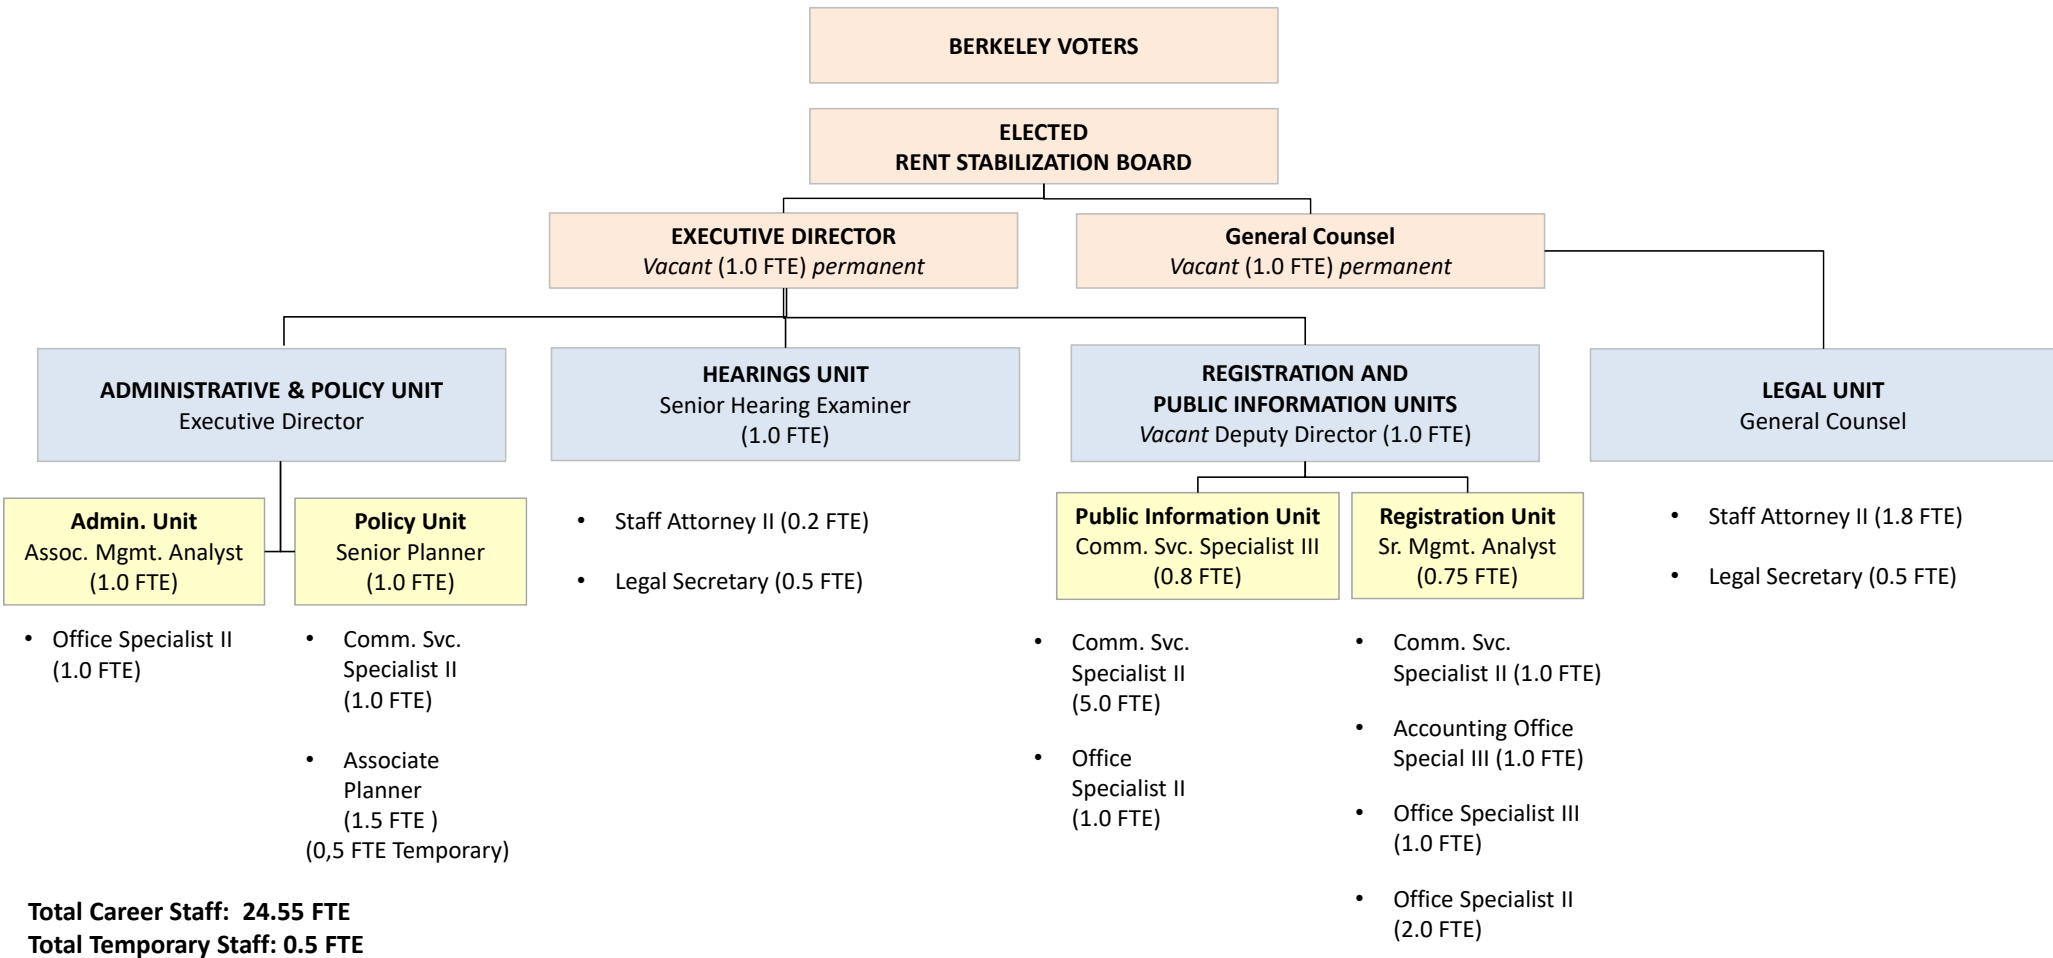 BERKELEY VOTERS
ELECTED
RENT STABILIZATION BOARD
EXECUTIVE DIRECTOR
Vacant (1.0 FTE) permanent
General Counsel
Vacant (1.0 FTE) permanent
ADMINISTRATIVE & POLICY UNIT
Executive Director
HEARINGS UNIT
Senior Hearing Examiner
(1.0 FTE)
REGISTRATION AND
PUBLIC INFORMATION UNITS
Vacant Deputy Director (1.0 FTE)
LEGAL UNIT
General Counsel
Admin. Unit
Assoc. Mgmt. Analyst
(1.0 FTE)
• Office Specialist II
(1.0 FTE)
Policy Unit
Senior Planner
(1.0 FTE)
• Comm. Svc.
Specialist II
(1.0 FTE)
• Associate
Planner
(1.5 FTE )
(0,5 FTE Temporary)
• Staff Attorney II (0.2 FTE)
• Legal Secretary (0.5 FTE)
Public Information Unit
Comm. Svc. Specialist III
(0.8 FTE)
• Comm. Svc.
Specialist II
(5.0 FTE)
• Office
Specialist II
(1.0 FTE)
Registration Unit
Sr. Mgmt. Analyst
(0.75 FTE)
• Comm. Svc.
Specialist II (1.0 FTE)
• Accounting Office
Special III (1.0 FTE)
• Office Specialist III
(1.0 FTE)
• Office Specialist II
(2.0 FTE)
• Staff Attorney II (1.8 FTE)
• Legal Secretary (0.5 FTE)
Total Career Staff: 24.55 FTE
Total Temporary Staff: 0.5 FTE